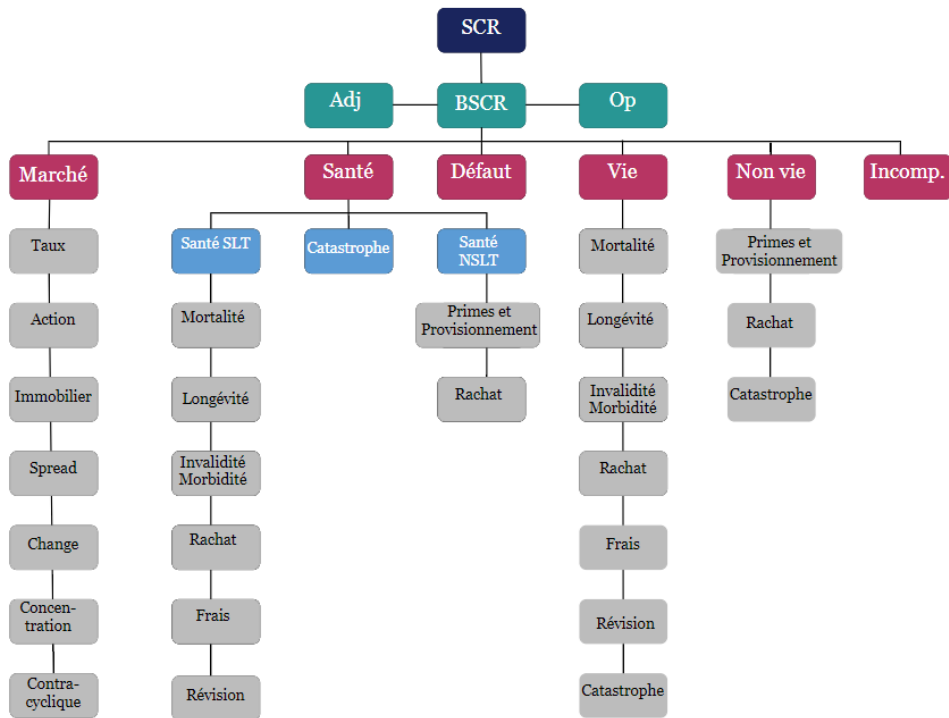 SCR
Adj
BSCR
Op
Marché
Santé
Défaut
Vie
Non vie
Incomp.
Taux
Action
Immobilier
Spread
Change
Concen-
tration
Contra-
cyclique
Santé SLT
Mortalité
Longévité
Invalidité
Morbidité
Rachat
Frais
Révision
Catastrophe
Santé
NSLT
Primes et
Provisionnement
Rachat
Mortalité
Longévité
Invalidité
Morbidité
Rachat
Frais
Révision
Catastrophe
Primes et
Provisionnement
Rachat
Catastrophe